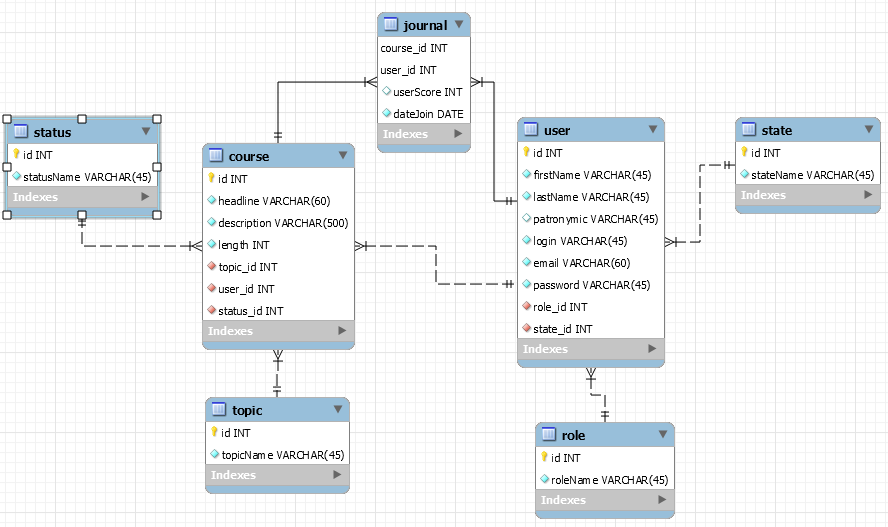 journal
course_id INT
user_id INT
userScore INT
dateJoin DATE
Indexes
status
id INT
statusName VARCHAR(45)
Indexes
course
id INT
headline VARCHAR(60)
description VARCHAR(500)
length INT
topic_id INT
user_id INT
status_id INT
Indexes
user
id INT
firstName VARCHAR(45)
lastName VARCHAR(45)
patronymic VARCHAR(45)
login VARCHAR(45)
email VARCHAR(60)
password VARCHAR(45)
role_id INT
state_id INT
Indexes
state
id INT
stateName VARCHAR(45)
Indexes
topic
id INT
topicName VARCHAR(45)
Indexes
role
id INT
roleName VARCHAR(45)
Indexes